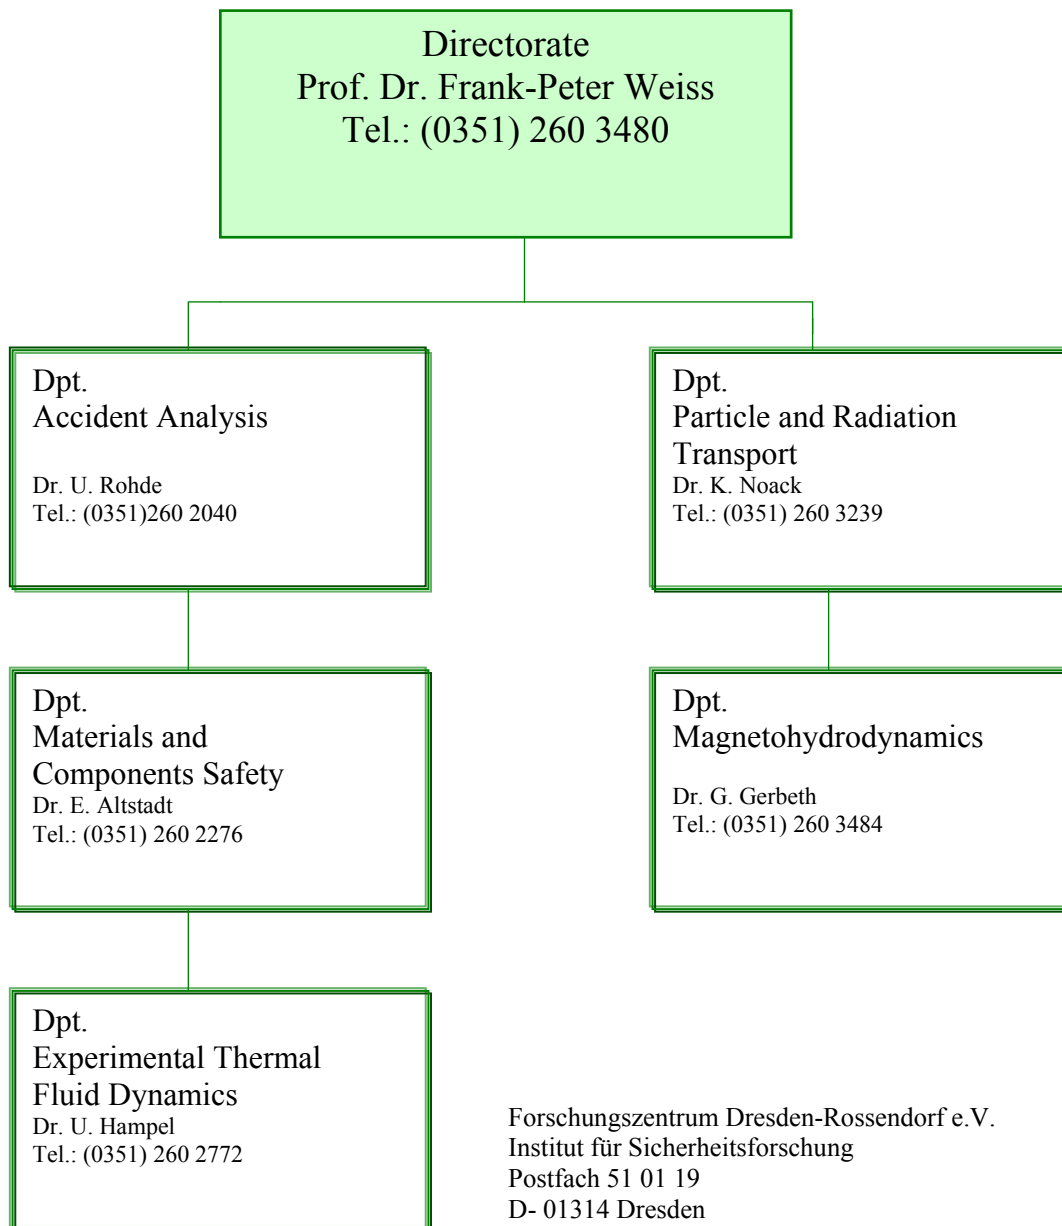 Directorate
Prof. Dr. Frank-Peter Weiss
Tel.: (0351) 260 3480
Dpt.
Accident Analysis
Dr. U. Rohde
Tel.: (0351)260 2040
Dpt.
Particle and Radiation
Transport
Dr. K. Noack
Tel.: (0351) 260 3239
Dpt.
Materials and
Components Safety
Dr. E. Altstadt
Tel.: (0351) 260 2276
Dpt.
Magnetohydrodynamics
Dr. G. Gerbeth
Tel.: (0351) 260 3484
Dpt.
Experimental Thermal
Fluid Dynamics
Dr. U. Hampel
Tel.: (0351) 260 2772
Forschungszentrum Dresden-Rossendorf e.V.
Institut für Sicherheitsforschung
Postfach 51 01 19
D- 01314 Dresden